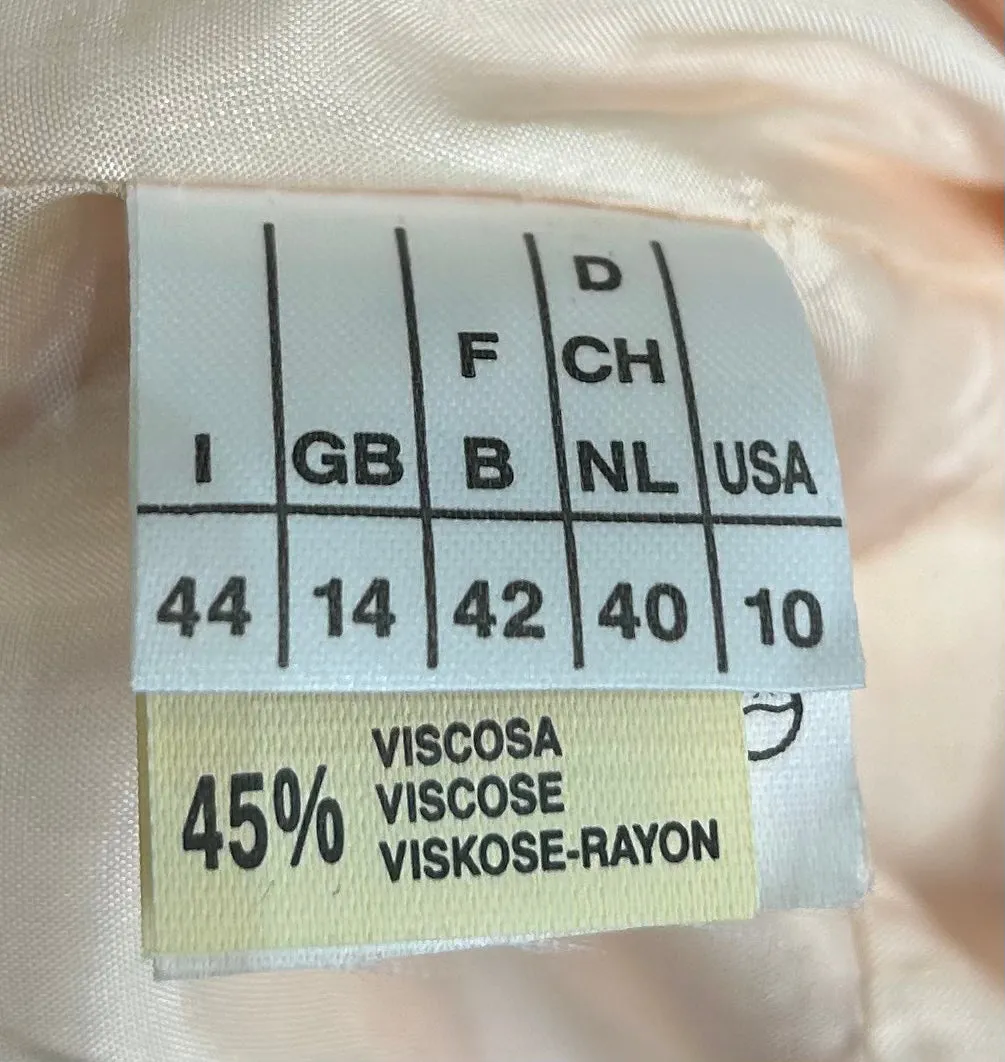 D
F CH
I GB B NL USA
44 14 42 40 10
45% VISCOSA
VISCOSE
VISKOSE-RAYON